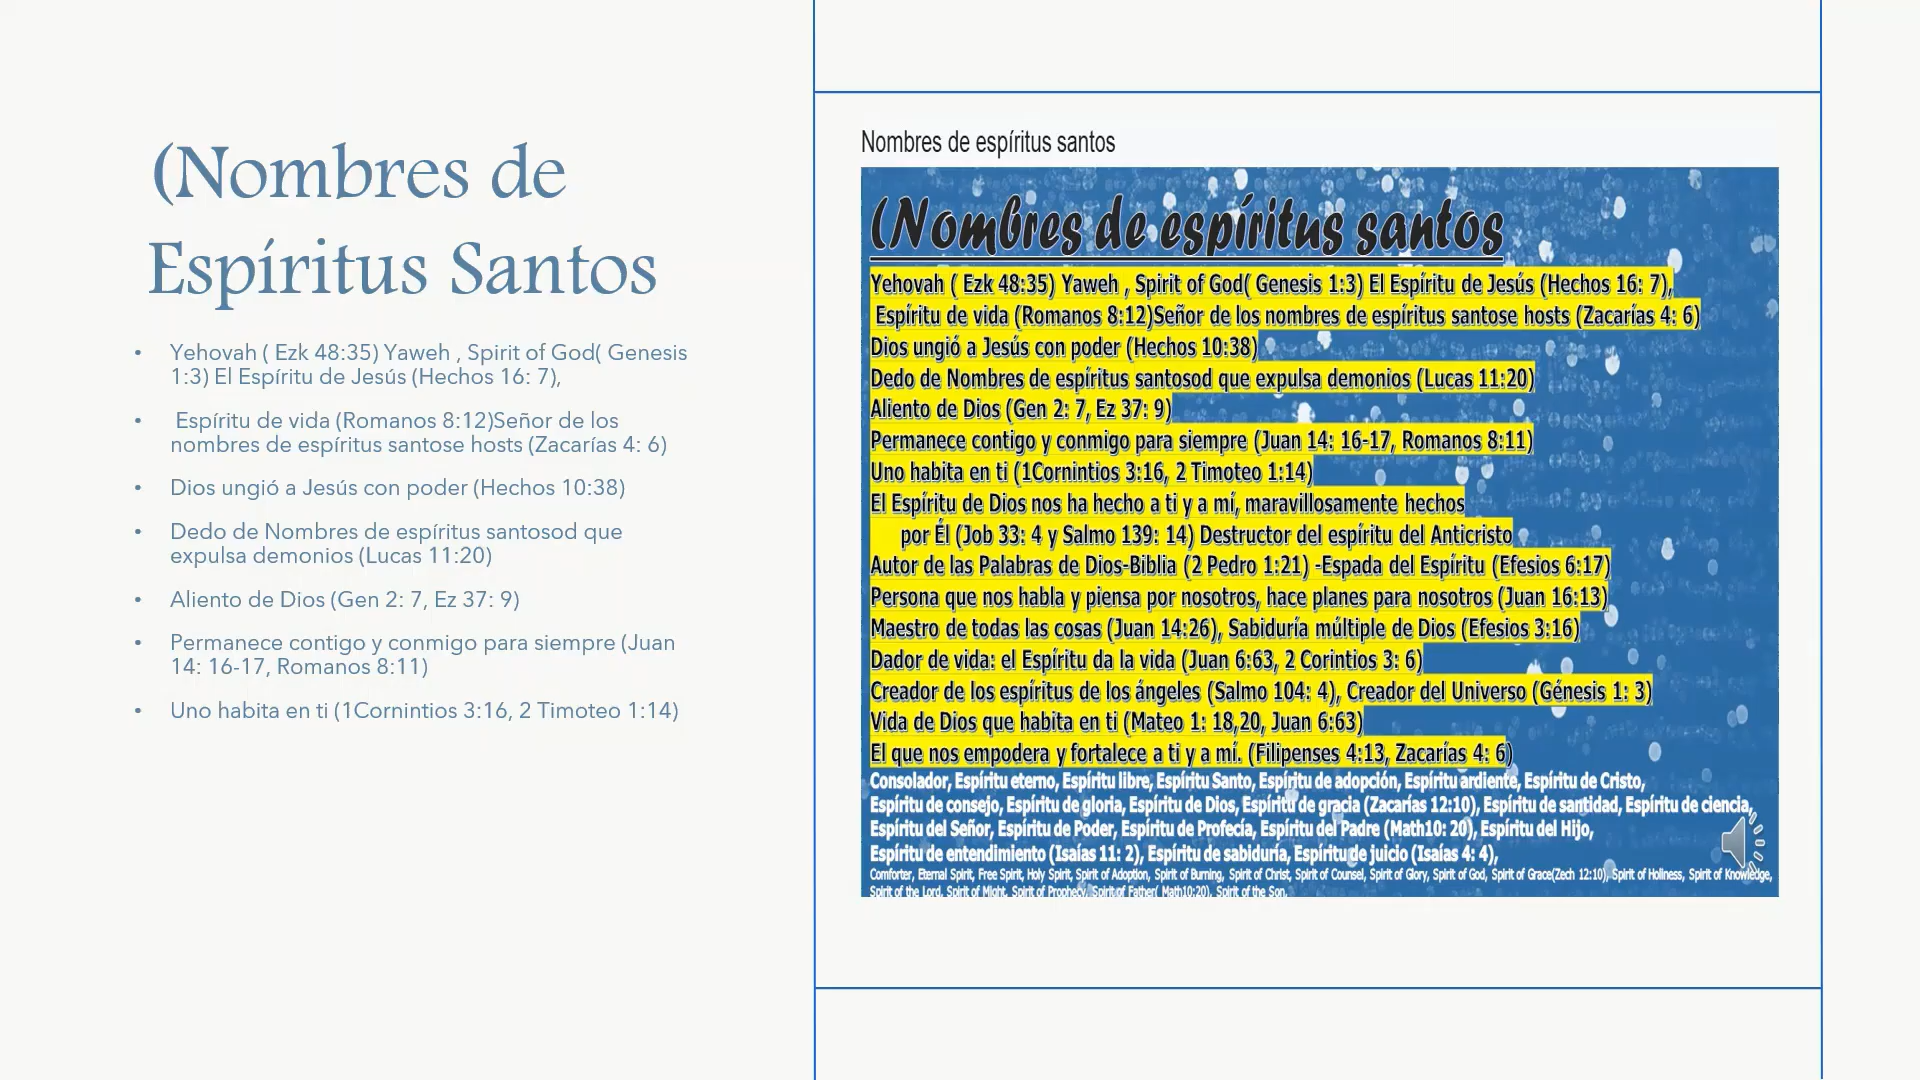 (Nombres de
Espíritus Santos
• Yehovah ( Ezk 48:35) Yaweh , Spirit of God( Genesis
1:3) El Espíritu de Jesús (Hechos 16: 7),
• Espíritu de vida (Romanos 8:12)Señor de los
nombres de espíritus santose hosts (Zacarías 4: 6)
• Dios ungió a Jesús con poder (Hechos 10:38)
• Dedo de Nombres de espíritus santosod que
expulsa demonios (Lucas 11:20)
• Aliento de Dios (Gen 2: 7, Ez 37: 9)
• Permanece contigo y conmigo para siempre (Juan
14: 16-17, Romanos 8:11)
• Uno habita en ti (1Cornintios 3:16, 2 Timoteo 1:14)
Nombres de espíritus santos
(Nombres de espíritus santos
Yehovah ( Ezk 48:35) Yaweh , Spirit of God( Genesis 1:3) El Espíritu de Jesús (Hechos 16: 7),
Espíritu de vida (Romanos 8:12)Señor de los nombres de espíritus santose hosts (Zacarías 4: 6)
Dios ungió a Jesús con poder (Hechos 10:38)
Dedo de Nombres de espíritus santosod que expulsa demonios (Lucas 11:20)
Aliento de Dios (Gen 2: 7, Ez 37: 9)
Permanece contigo y conmigo para siempre (Juan 14: 16-17, Romanos 8:11)
Uno habita en ti (1Cornintios 3:16, 2 Timoteo 1:14)
El Espíritu de Dios nos ha hecho a ti y a mí, maravillosamente hechos
por Él (Job 33: 4 y Salmo 139: 14) Destructor del espíritu del Anticristo
Autor de las Palabras de Dios-Biblia (2 Pedro 1:21) -Espada del Espíritu (Efesios 6:17)
Persona que nos habla y piensa por nosotros, hace planes para nosotros (Juan 16:13)
Maestro de todas las cosas (Juan 14:26), Sabiduría múltiple de Dios (Efesios 3:16)
Dador de vida: el Espíritu da la vida (Juan 6:63, 2 Corintios 3: 6)
Creador de los espíritus de los ángeles (Salmo 104: 4), Creador del Universo (Génesis 1: 3)
Vida de Dios que habita en ti (Mateo 1: 18,20, Juan 6:63)
El que nos empodera y fortalece a ti y a mí. (Filipenses 4:13, Zacarías 4: 6)
Consolador, Espíritu eterno, Espíritu libre, Espíritu Santo, Espíritu de adopción, Espíritu ardiente, Espíritu de Cristo,
Espíritu de consejo, Espíritu de gloria, Espíritu de Dios, Espíritu de gracia (Zacarías 12:10), Espíritu de santidad, Espíritu de ciencia,
Espíritu del Señor, Espíritu de Poder, Espíritu de Profecía, Espíritu del Padre (Math10: 20), Espíritu del Hijo,
Espíritu de entendimiento (Isaías 11: 2), Espíritu de sabiduría, Espíritu de juicio (Isaías 4: 4),
Comforter, Eternal Spirit, Free Spirit, Holy Spirit, Spirit of Adoption, Spirit of Burning, Spirit of Christ, Spirit of Counsel, Spirit of Glory, Spirit of God, Spirit of Grace(Zech 12:10), Spirit of Holiness, Spirit of Knowledge,
Spirit of the Lord, Spirit of Might, Spirit of Prophecy, Spirit of Father( Math10:20), Spirit of the Son,